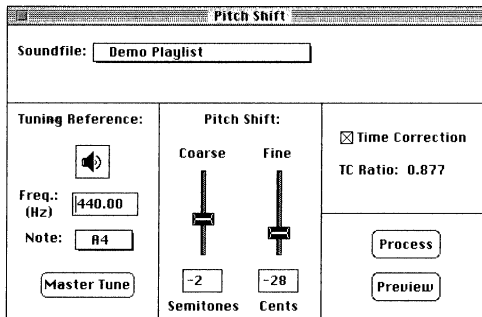 Pitch Shift
Soundfile: Demo Playlist
Tuning Reference:
Freq.: 440.00
(Hz)
Note: A4
Master Tune
Pitch Shift:
Coarse Fine
-2 -28
Semitones Cents
Time Correction
TC Ratio: 0.877
Process
Preview